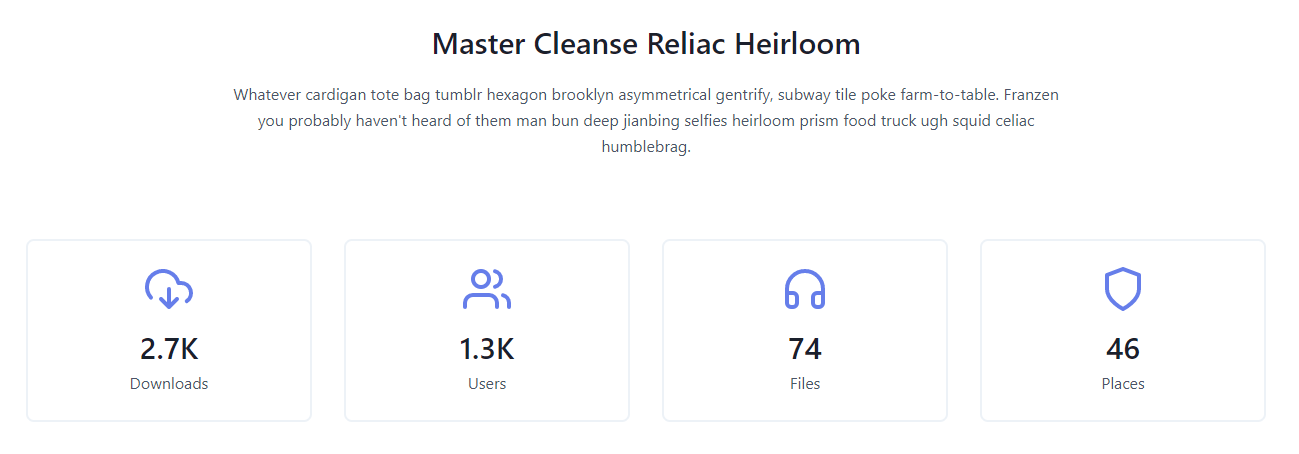 Master Cleanse Reliac Heirloom
Whatever cardigan tote bag tumblr hexagon brooklyn asymmetrical gentrify, subway tile poke farm-to-table. Franzen
you probably haven't heard of them man bun deep jianbing selfies heirloom prism food truck ugh squid celiac
humblebrag.
2.7K
Downloads
1.3K
Users
74
Files
46
Places